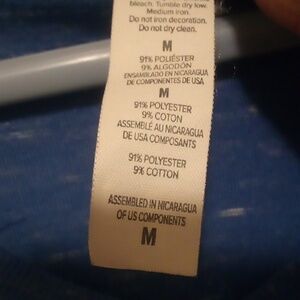 bleach. Tumble dry low.
Medium iron.
Do not iron decoration.
Do not dry clean.
M
91% POLIÉSTER
9% ALGODÓN
ENSAMBLADO EN NICARAGUA
DE COMPONENTES DE USA
M
91% POLYESTER
9% COTON
ASSEMBLÉ AU NICARAGUA
DE USA COMPOSANTS
91% POLYESTER
9% COTTON
ASSEMBLED IN NICARAGUA
OF US COMPONENTS
M